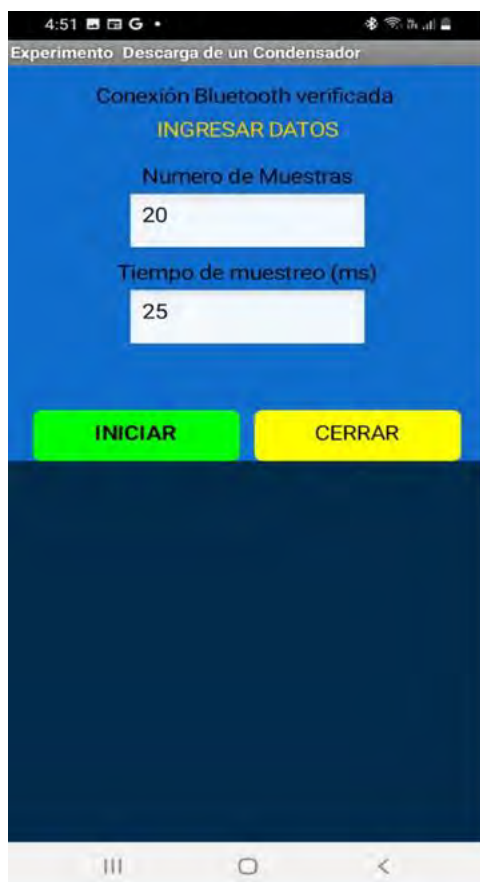 4:51 G
Experimento Descarga de un Condensador
Conexión Bluetooth verificada
INGRESAR DATOS
Numero de Muestras
20
Tiempo de muestreo (ms)
25
INICIAR CERRAR